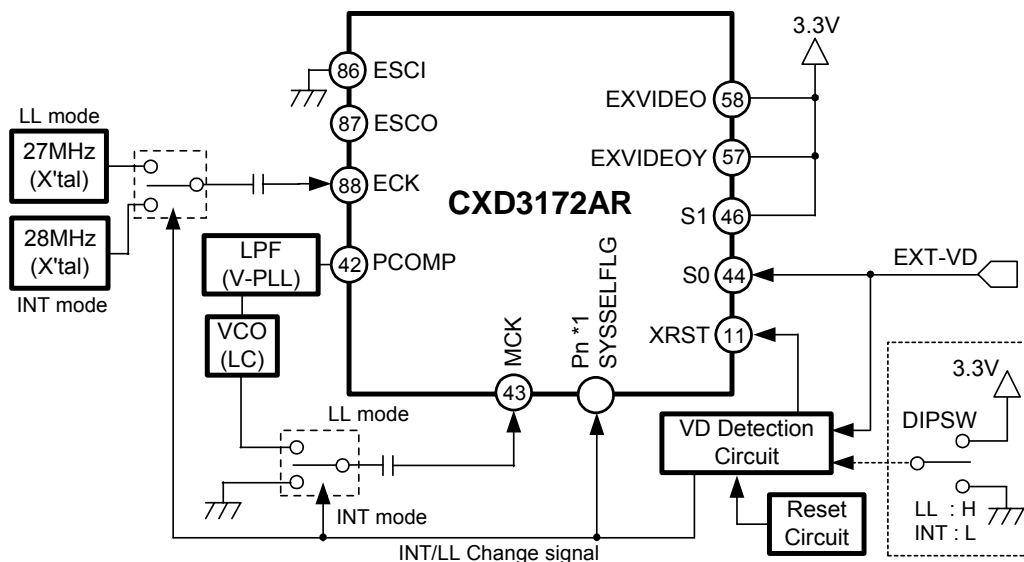 3.3V
86
ESCI
EXVIDEO
58
LL mode
87
ESCO
27MHz
(X'tal)
EXVIDEOY
57
88
ECK
CXD3172AR
S1
46
28MHz
(X'tal)
LPF
(V-PLL)
42
PCOMP
S0
44
EXT-VD
INT mode
VCO
(LC)
MCK
Pn *1
SYSSELFLG
XRST
11
3.3V
43
LL mode
VD Detection
Circuit
DIPSW
INT mode
Reset
Circuit
LL : H
INT : L
INT/LL Change signal